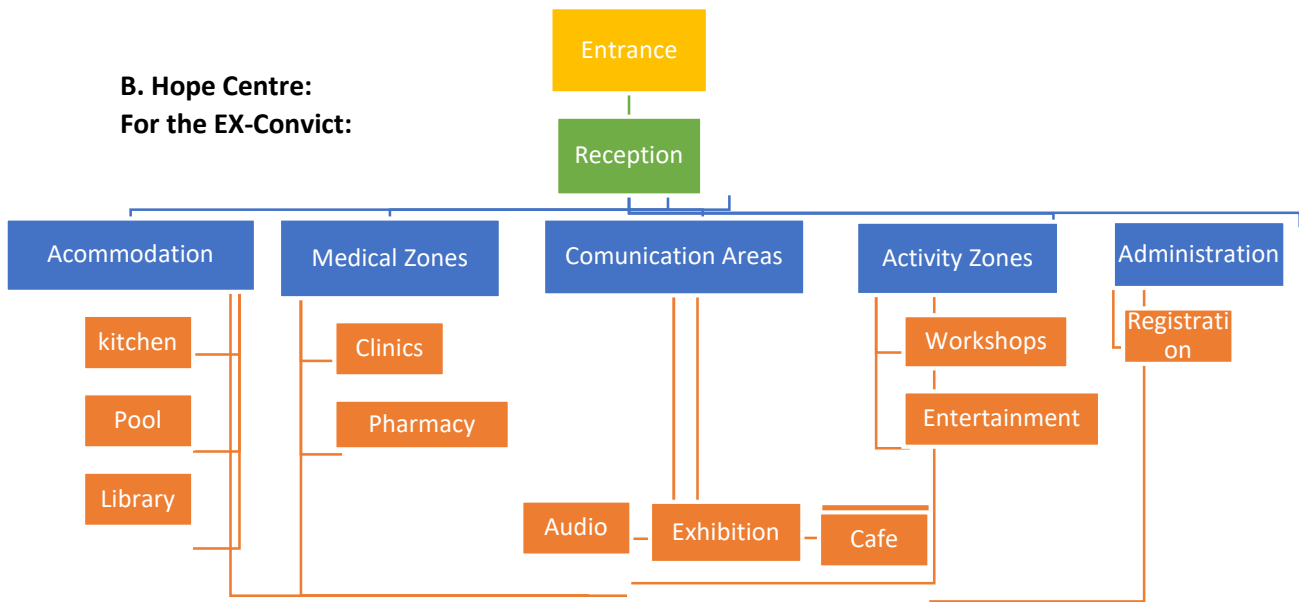 Entrance
B. Hope Centre:
For the EX-Convict:
Reception
Acommodation
Medical Zones
Comunication Areas
Activity Zones
Administration
kitchen
Clinics
Workshops
Registrati
on
Pool
Pharmacy
Entertainment
Library
Audio
Exhibition
Cafe